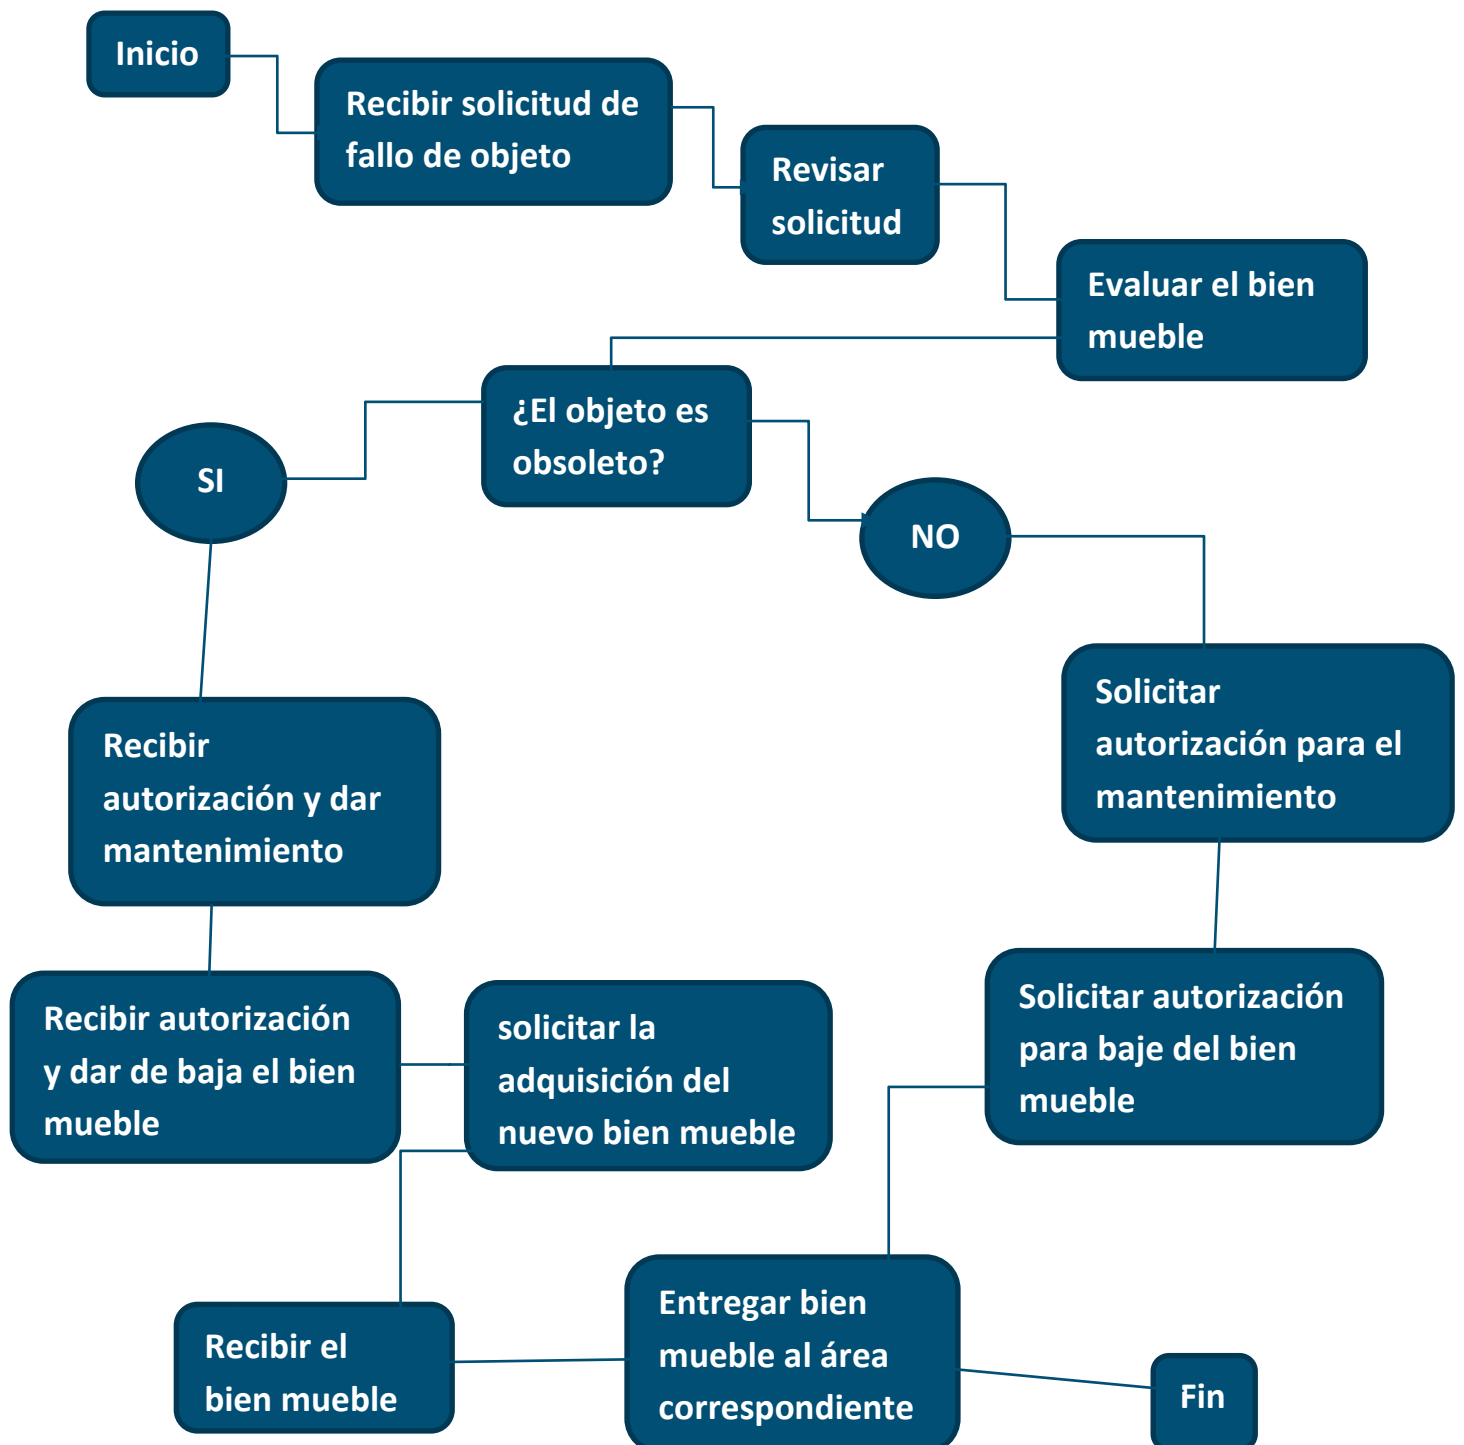 Inicio
Recibir solicitud de
fallo de objeto
Revisar
solicitud
Evaluar el bien
mueble
¿El objeto es
obsoleto?
SI
NO
Solicitar
autorización para el
mantenimiento
Recibir
autorización y dar
mantenimiento
Recibir autorización
y dar de baja el bien
mueble
solicitar la
adquisición del
nuevo bien mueble
Solicitar autorización
para baje del bien
mueble
Recibir el
bien mueble
Entregar bien
mueble al área
correspondiente
Fin